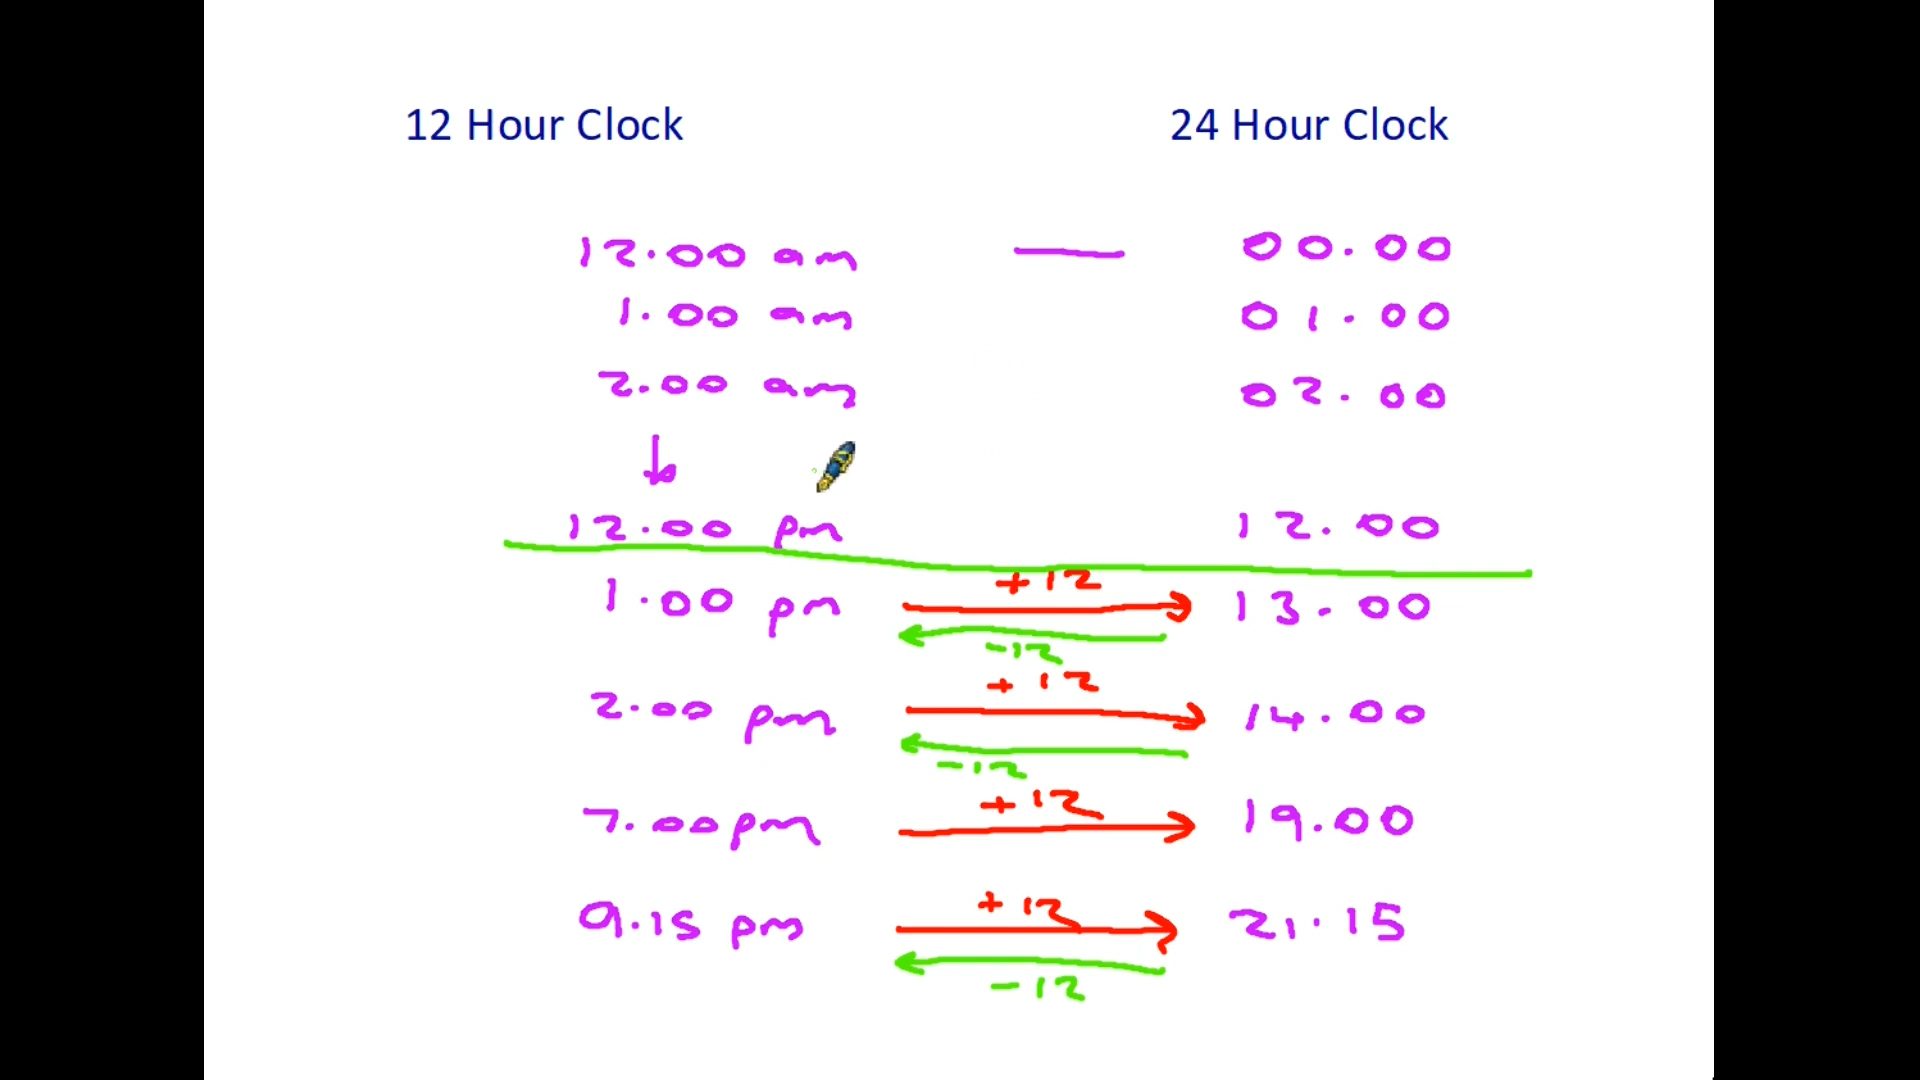 12 Hour Clock 24 Hour Clock
12.00 am — 00.00
1.00 am 01.00
2.00 am 02.00
12.00 pm 12.00
+12
1.00 pm 13.00
-12
+12
2.00 pm 14.00
-12
+12
7.00pm 19.00
+12
9.15 pm 21.15
-12